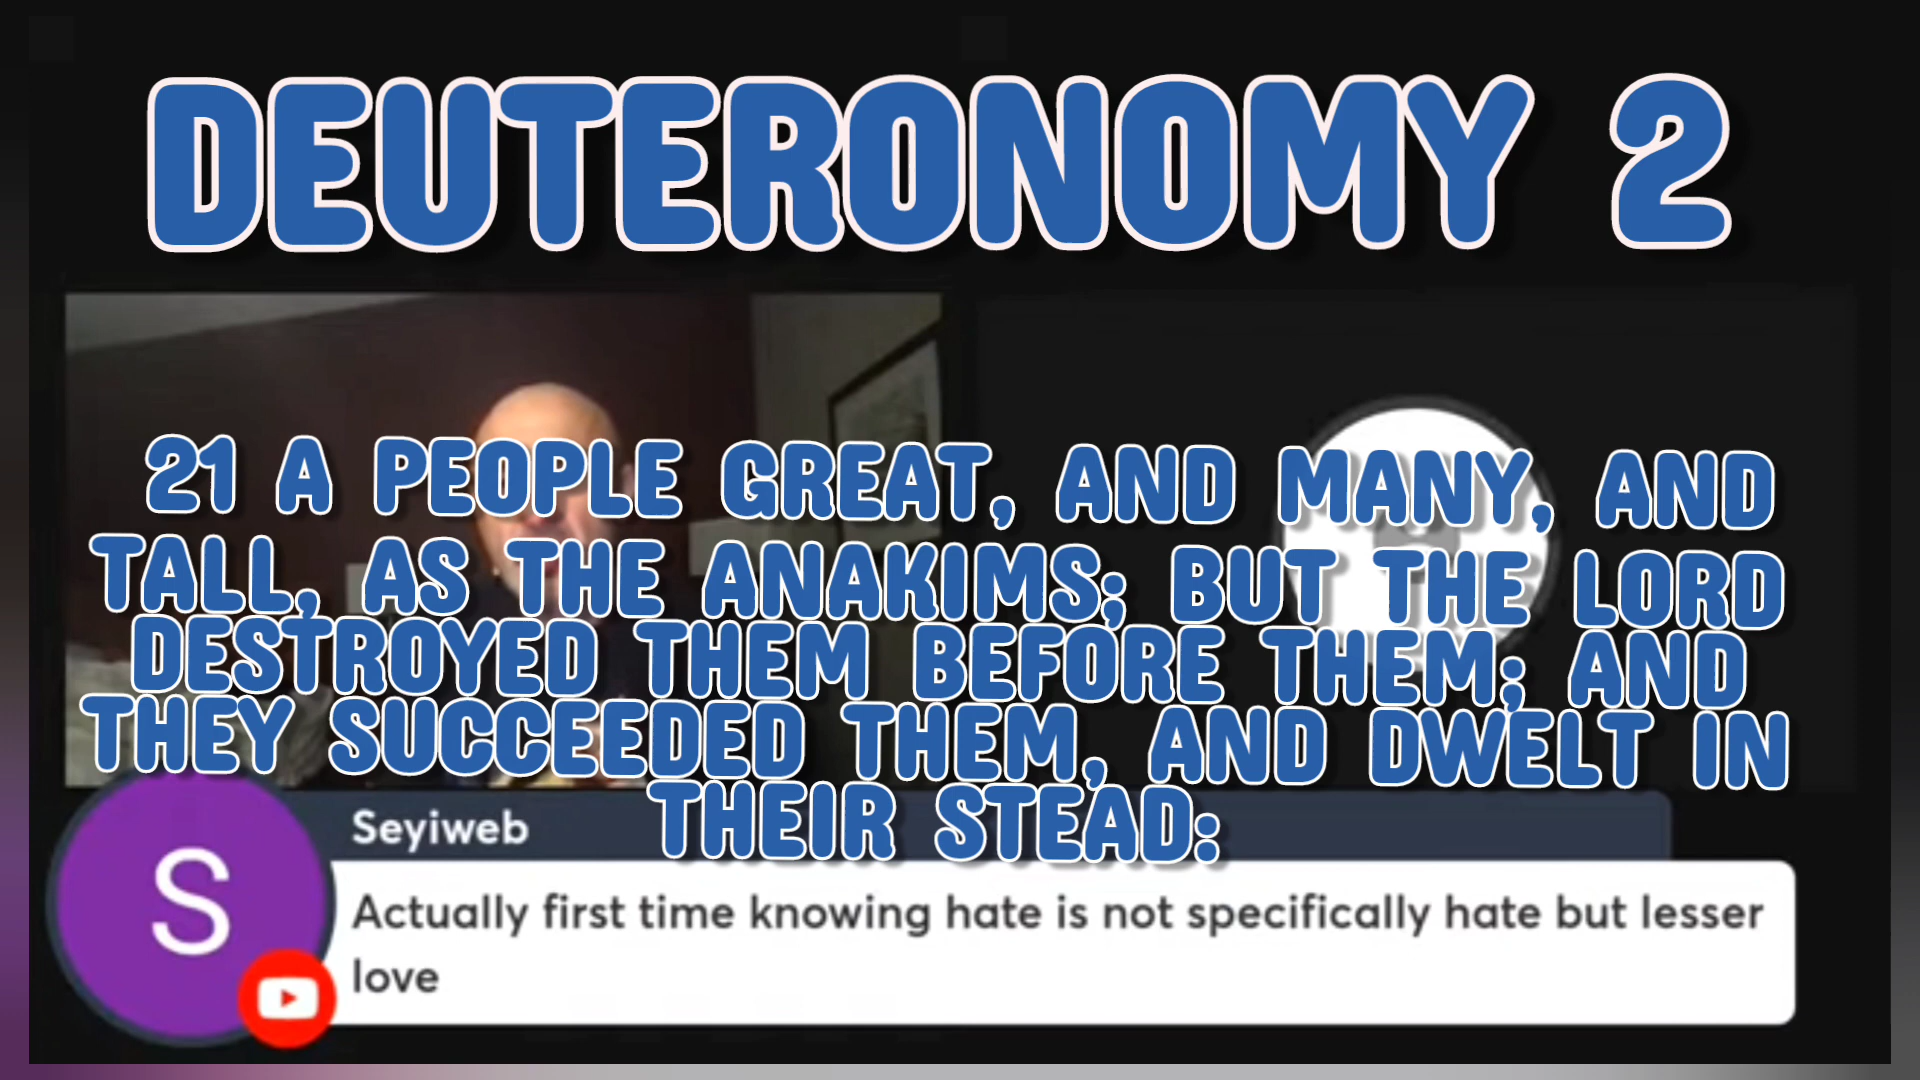 DEUTERONOMY 2
21 A PEOPLE GREAT, AND MANY, AND
TALL, AS THE ANAKIMS; BUT THE LORD
DESTROYED THEM BEFORE THEM; AND
THEY SUCCEEDED THEM, AND DWELT IN
THEIR STEAD:
Seyiweb
S
Actually first time knowing hate is not specifically hate but lesser
love